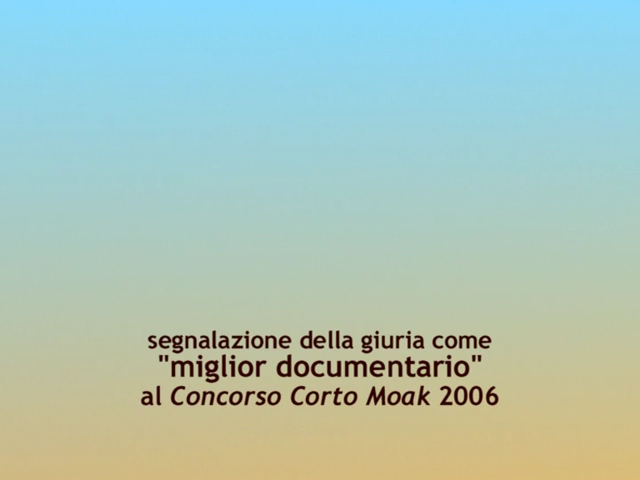 segnalazione della giuria come
"miglior documentario"
al Concorso Corto Moak 2006